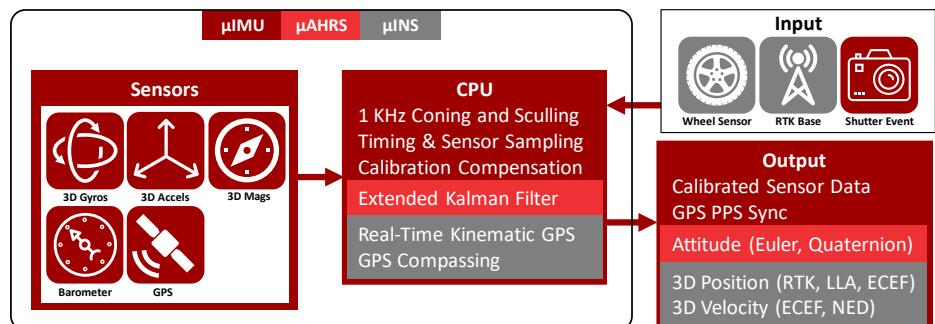 µIMU
µAHRS
µINS
Sensors
3D Gyros
3D Accels
3D Mags
Barometer
GPS
CPU
1 KHz Coning and Sculling
Timing & Sensor Sampling
Calibration Compensation
Extended Kalman Filter
Real-Time Kinematic GPS
GPS Compassing
Input
Wheel Sensor
RTK Base
Shutter Event
Output
Calibrated Sensor Data
GPS PPS Sync
Attitude (Euler, Quaternion)
3D Position (RTK, LLA, ECEF)
3D Velocity (ECEF, NED)